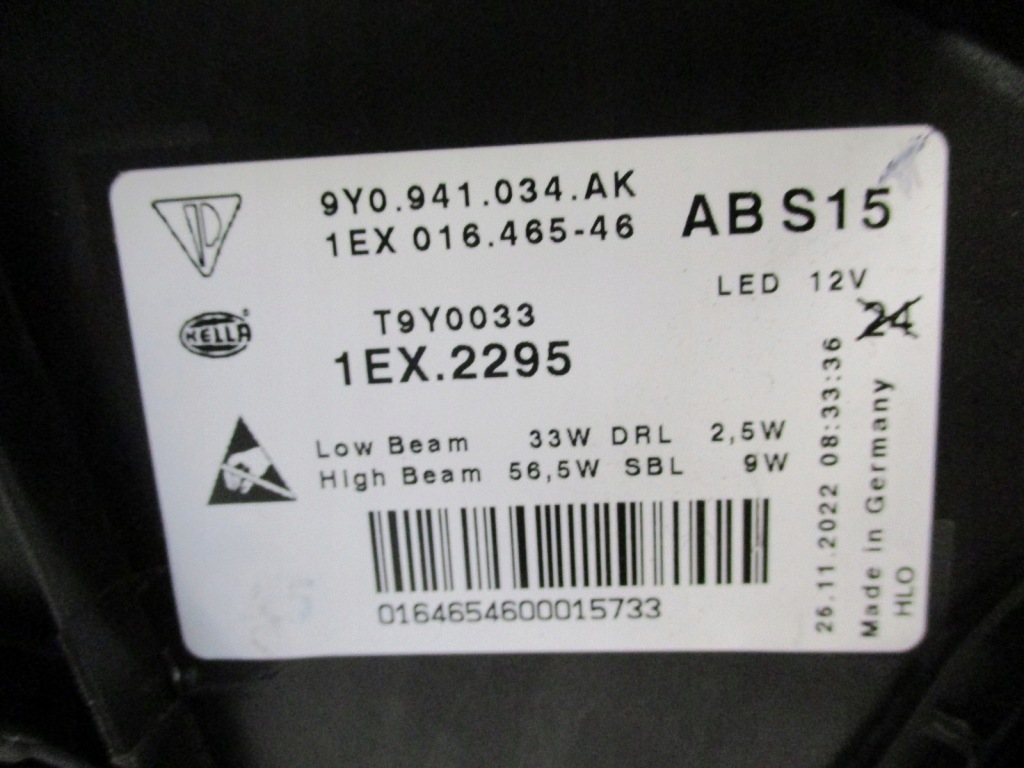 9Y0.941.034.AK
1EX 016.465-46
AB S15
LED 12V
24
HELLA
T9Y0033
1EX.2295
Low Beam 33W DRL 2,5W
High Beam 56,5W SBL 9W
0164654600015733
26.11.2022 08:33:36
Made in Germany
HLO